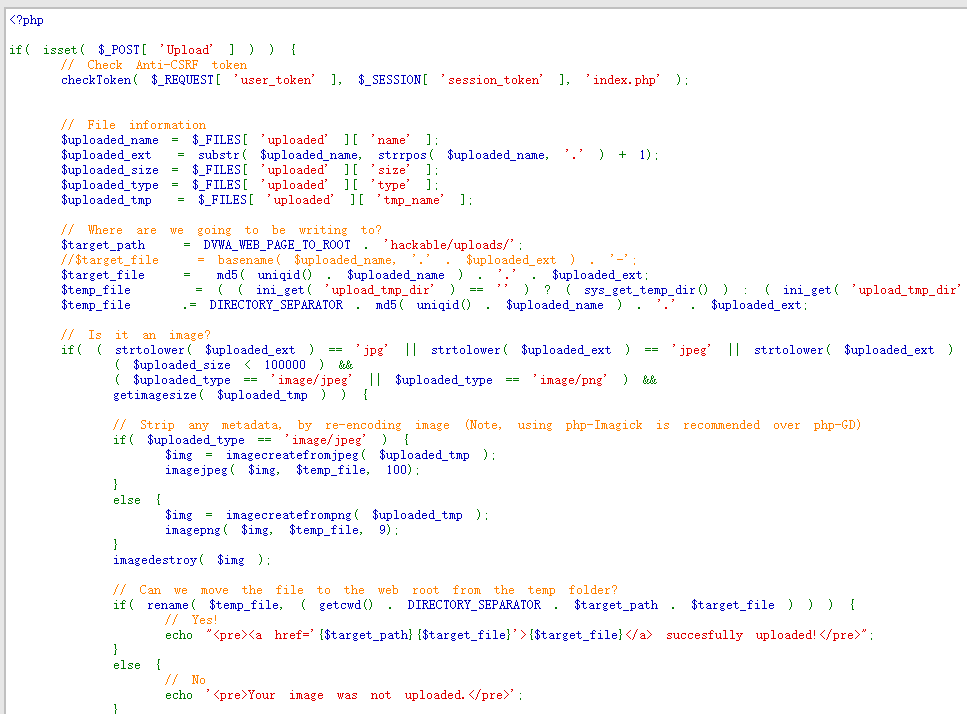 <?php
if( isset( $_POST[ 'Upload' ] ) ) {
// Check Anti-CSRF token
checkToken( $_REQUEST[ 'user_token' ], $_SESSION[ 'session_token' ], 'index.php' );
// File information
$uploaded_name = $_FILES[ 'uploaded' ][ 'name' ];
$uploaded_ext = substr( $uploaded_name, strrpos( $uploaded_name, '.' ) + 1);
$uploaded_size = $_FILES[ 'uploaded' ][ 'size' ];
$uploaded_type = $_FILES[ 'uploaded' ][ 'type' ];
$uploaded_tmp = $_FILES[ 'uploaded' ][ 'tmp_name' ];
// Where are we going to be writing to?
$target_path = DVWA_WEB_PAGE_TO_ROOT . 'hackable/uploads/';
//$target_file = basename( $uploaded_name, '.' . $uploaded_ext ) . '-';
$target_file = md5( uniqid() . $uploaded_name ) . '.' . $uploaded_ext;
$temp_file = ( ( ini_get( 'upload_tmp_dir' ) == '' ) ? ( sys_get_temp_dir() ) : ( ini_get( 'upload_tmp_dir'
$temp_file .= DIRECTORY_SEPARATOR . md5( uniqid() . $uploaded_name ) . '.' . $uploaded_ext;
// Is it an image?
if( ( strtolower( $uploaded_ext ) == 'jpg' || strtolower( $uploaded_ext ) == 'jpeg' || strtolower( $uploaded_ext )
( $uploaded_size < 100000 ) &&
( $uploaded_type == 'image/jpeg' || $uploaded_type == 'image/png' ) &&
getimagesize( $uploaded_tmp ) ) {
// Strip any metadata, by re-encoding image (Note, using php-Imagick is recommended over php-GD)
if( $uploaded_type == 'image/jpeg' ) {
$img = imagecreatefromjpeg( $uploaded_tmp );
imagejpeg( $img, $temp_file, 100);
}
else {
$img = imagecreatefrompng( $uploaded_tmp );
imagepng( $img, $temp_file, 9);
}
imagedestroy( $img );
// Can we move the file to the web root from the temp folder?
if( rename( $temp_file, ( getcwd() . DIRECTORY_SEPARATOR . $target_path . $target_file ) ) ) {
// Yes!
echo "<pre><a href='{$target_path}{$target_file}'>{$target_file}</a> succesfully uploaded!</pre>";
}
else {
// No
echo '<pre>Your image was not uploaded.</pre>';
}